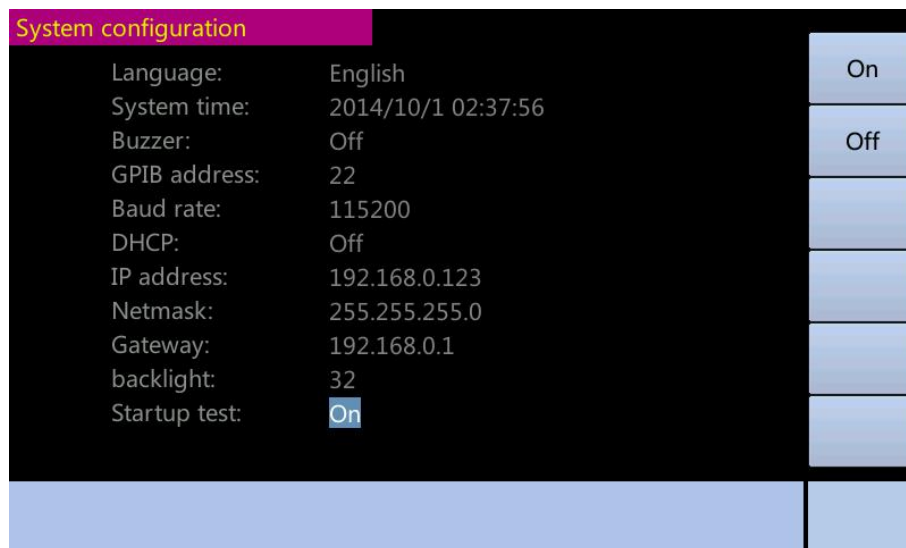 System configuration
Language: English
System time: 2014/10/1 02:37:56
Buzzer: Off
GPIB address: 22
Baud rate: 115200
DHCP: Off
IP address: 192.168.0.123
Netmask: 255.255.255.0
Gateway: 192.168.0.1
backlight: 32
Startup test: On
On
Off